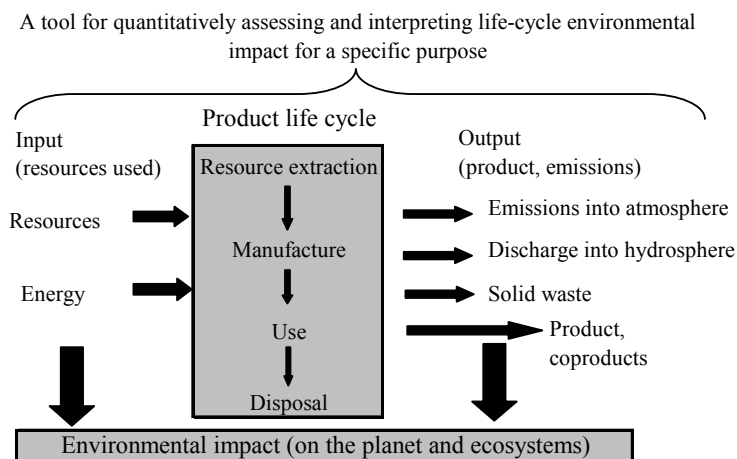 A tool for quantitatively assessing and interpreting life-cycle environmental
impact for a specific purpose
Product life cycle
Input
(resources used)
Resources
Energy
Resource extraction
Manufacture
Use
Disposal
Output
(product, emissions)
Emissions into atmosphere
Discharge into hydrosphere
Solid waste
Product,
coproducts
Environmental impact (on the planet and ecosystems)